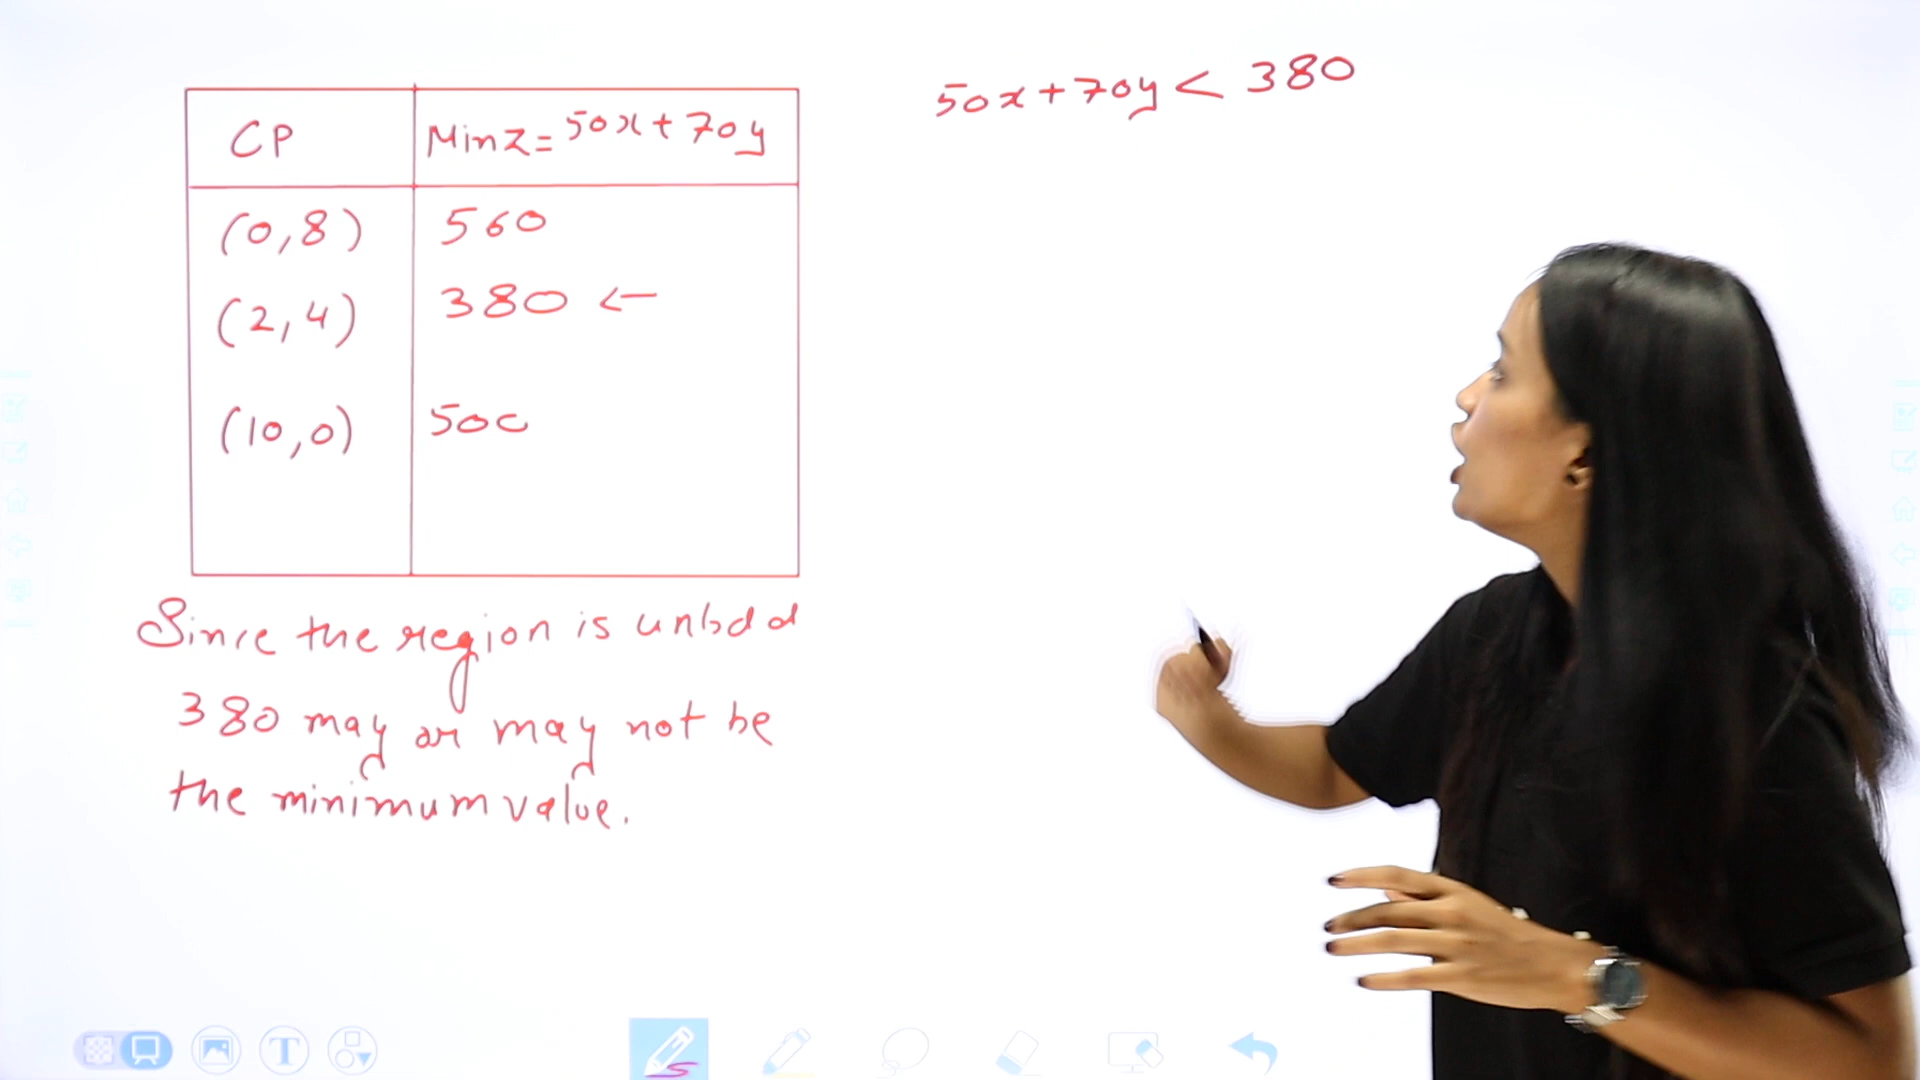 50x+70y < 380
CP Min Z = 50x + 70y
(0,8) 560
(2,4) 380 ←
(10,0) 500
Since the region is unbdd
380 may or may not be
the minimum value.
T